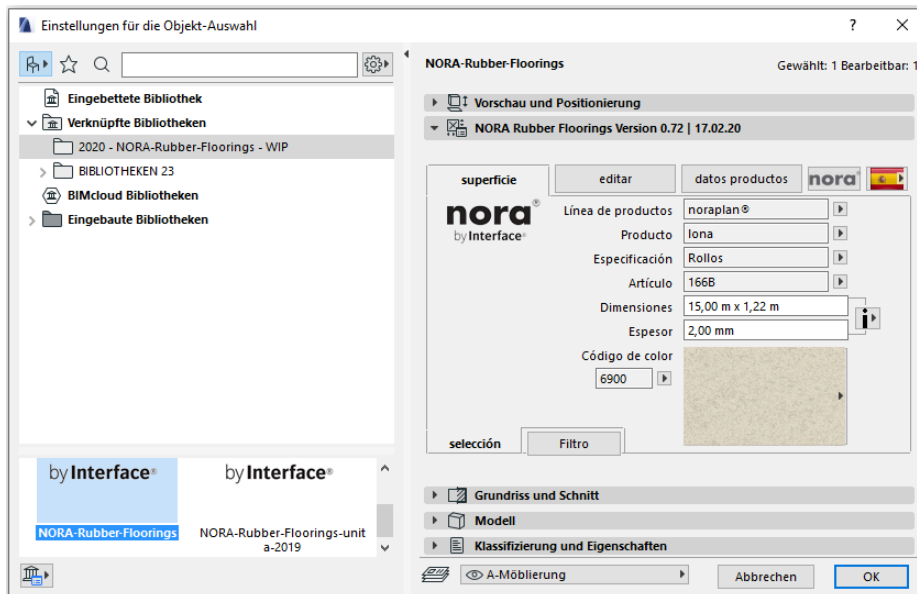 Einstellungen für die Objekt-Auswahl
?
Eingebettete Bibliothek
Verknüpfte Bibliotheken
2020 - NORA-Rubber-Floorings - WIP
BIBLIOTHEKEN 23
BIMcloud Bibliotheken
Eingebaute Bibliotheken
by Interface®
by Interface®
NORA-Rubber-Floorings
NORA-Rubber-Floorings-unit
a-2019
NORA-Rubber-Floorings
Gewählt: 1 Bearbeitbar: 1
Vorschau und Positionierung
NORA Rubber Floorings Version 0.72 | 17.02.20
superficie
editar
datos productos
nora®
nora®
by Interface®
Línea de productos
noraplan®
Producto
Iona
Especificación
Rollos
Artículo
166B
Dimensiones
15,00 m x 1,22 m
Espesor
2,00 mm
i
Código de color
6900
selección
Filtro
Grundriss und Schnitt
Modell
Klassifizierung und Eigenschaften
A-Möblierung
Abbrechen
OK